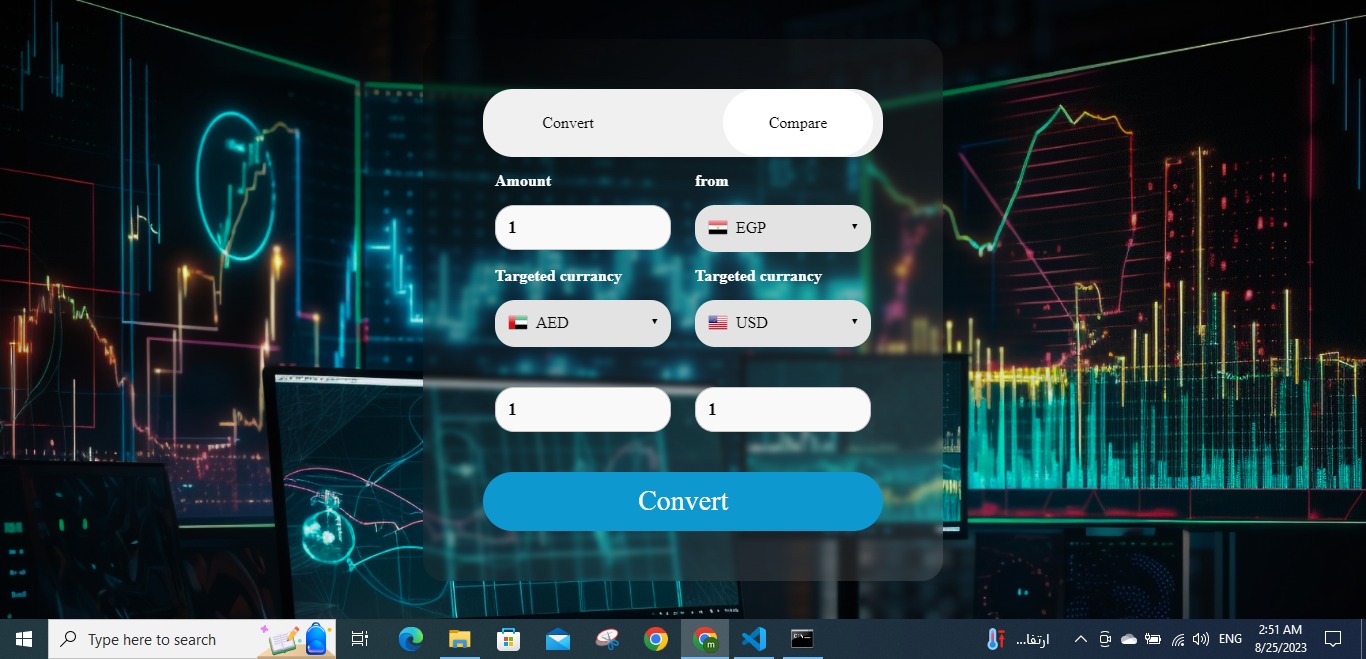 Convert Compare
Amount from
1 EGP
Targeted currancy Targeted currancy
AED USD
1 1
Convert
Type here to search
ارتفا...
ENG
2:51 AM
8/25/2023
m